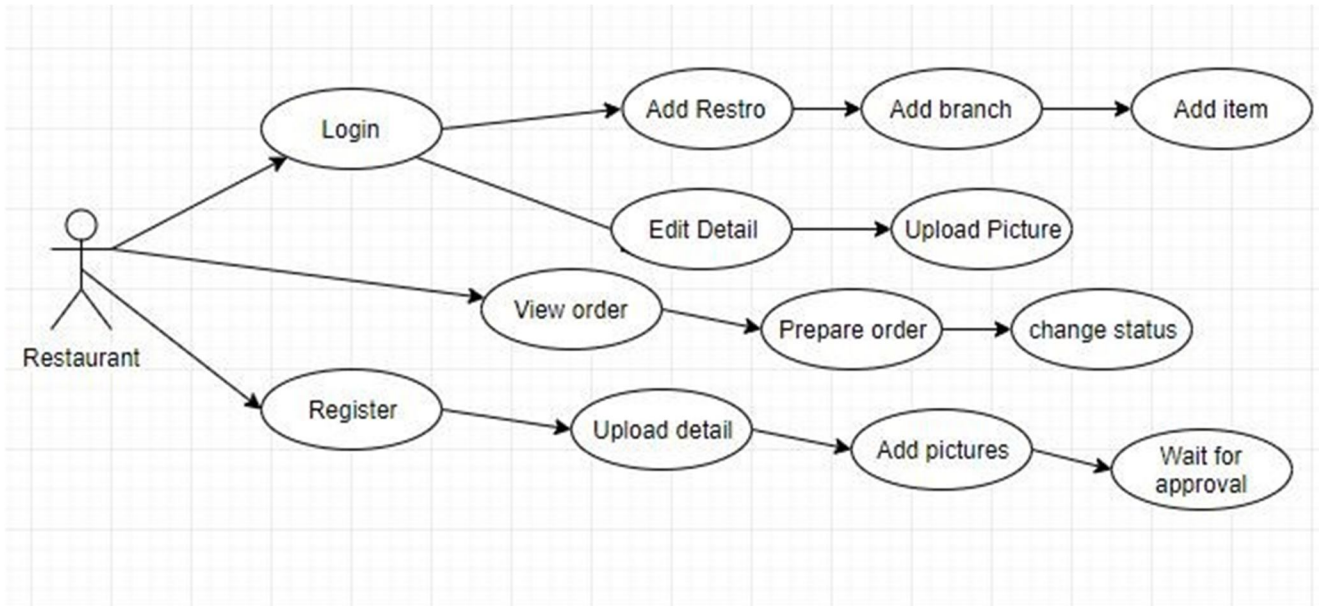 Login
Add Restro
Add branch
Add item
Edit Detail
Upload Picture
View order
Prepare order
change status
Restaurant
Register
Upload detail
Add pictures
Wait for
approval